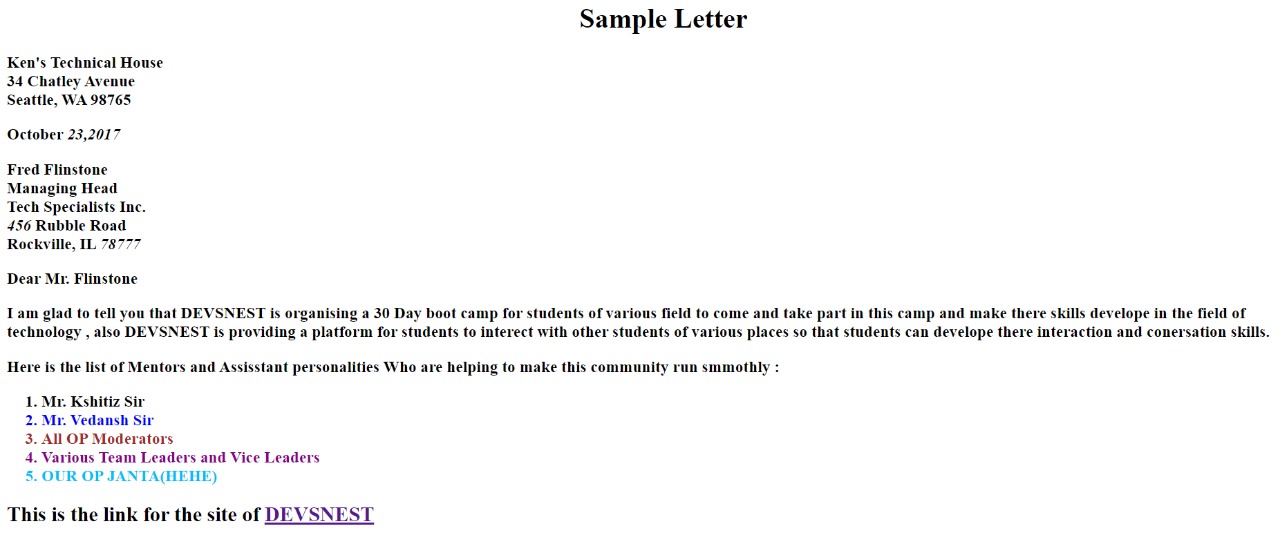 Sample Letter
Ken's Technical House
34 Chatley Avenue
Seattle, WA 98765
October 23,2017
Fred Flinstone
Managing Head
Tech Specialists Inc.
456 Rubble Road
Rockville, IL 78777
Dear Mr. Flinstone
I am glad to tell you that DEVSNEST is organising a 30 Day boot camp for students of various field to come and take part in this camp and make there skills develope in the field of
technology , also DEVSNEST is providing a platform for students to interect with other students of various places so that students can develope there interaction and conersation skills.
Here is the list of Mentors and Assisstant personalities Who are helping to make this community run smmothly :
1. Mr. Kshitiz Sir
2. Mr. Vedansh Sir
3. All OP Moderators
4. Various Team Leaders and Vice Leaders
5. OUR OP JANTA(HEHE)
This is the link for the site of DEVSNEST